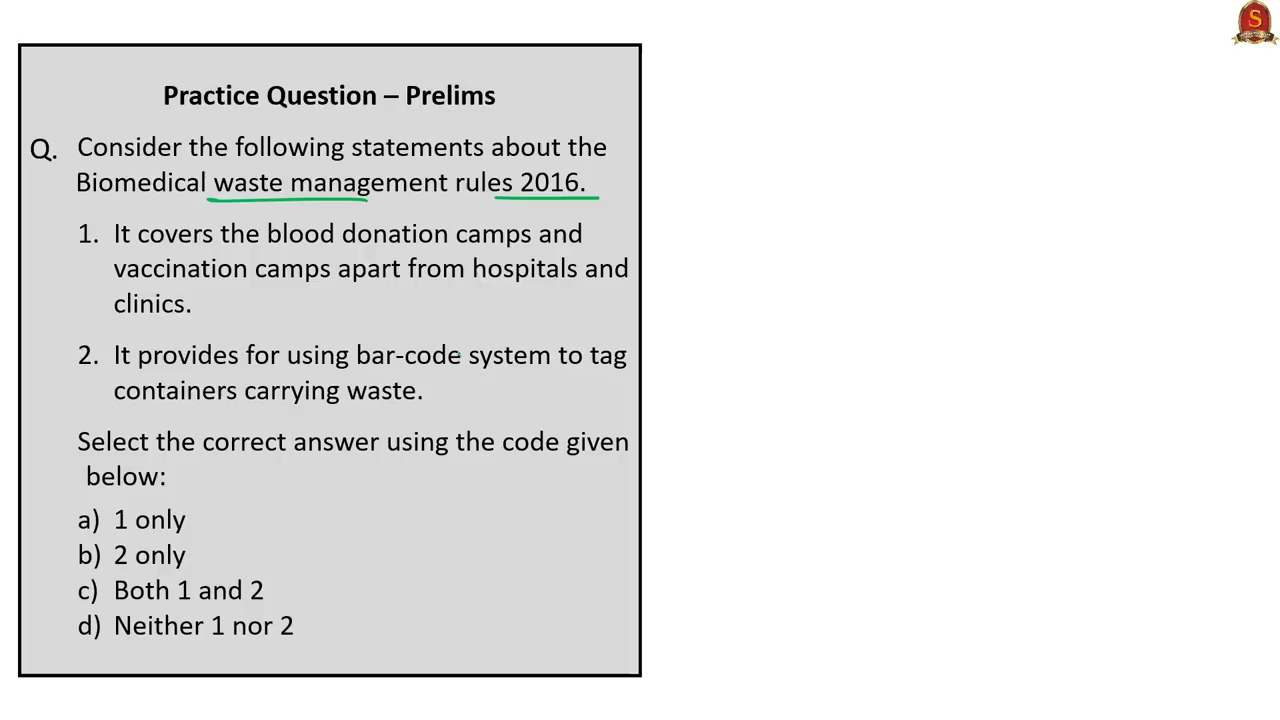 S
Practice Question – Prelims
Q. Consider the following statements about the
Biomedical waste management rules 2016.
1. It covers the blood donation camps and
vaccination camps apart from hospitals and
clinics.
2. It provides for using bar-code system to tag
containers carrying waste.
Select the correct answer using the code given
below:
a) 1 only
b) 2 only
c) Both 1 and 2
d) Neither 1 nor 2